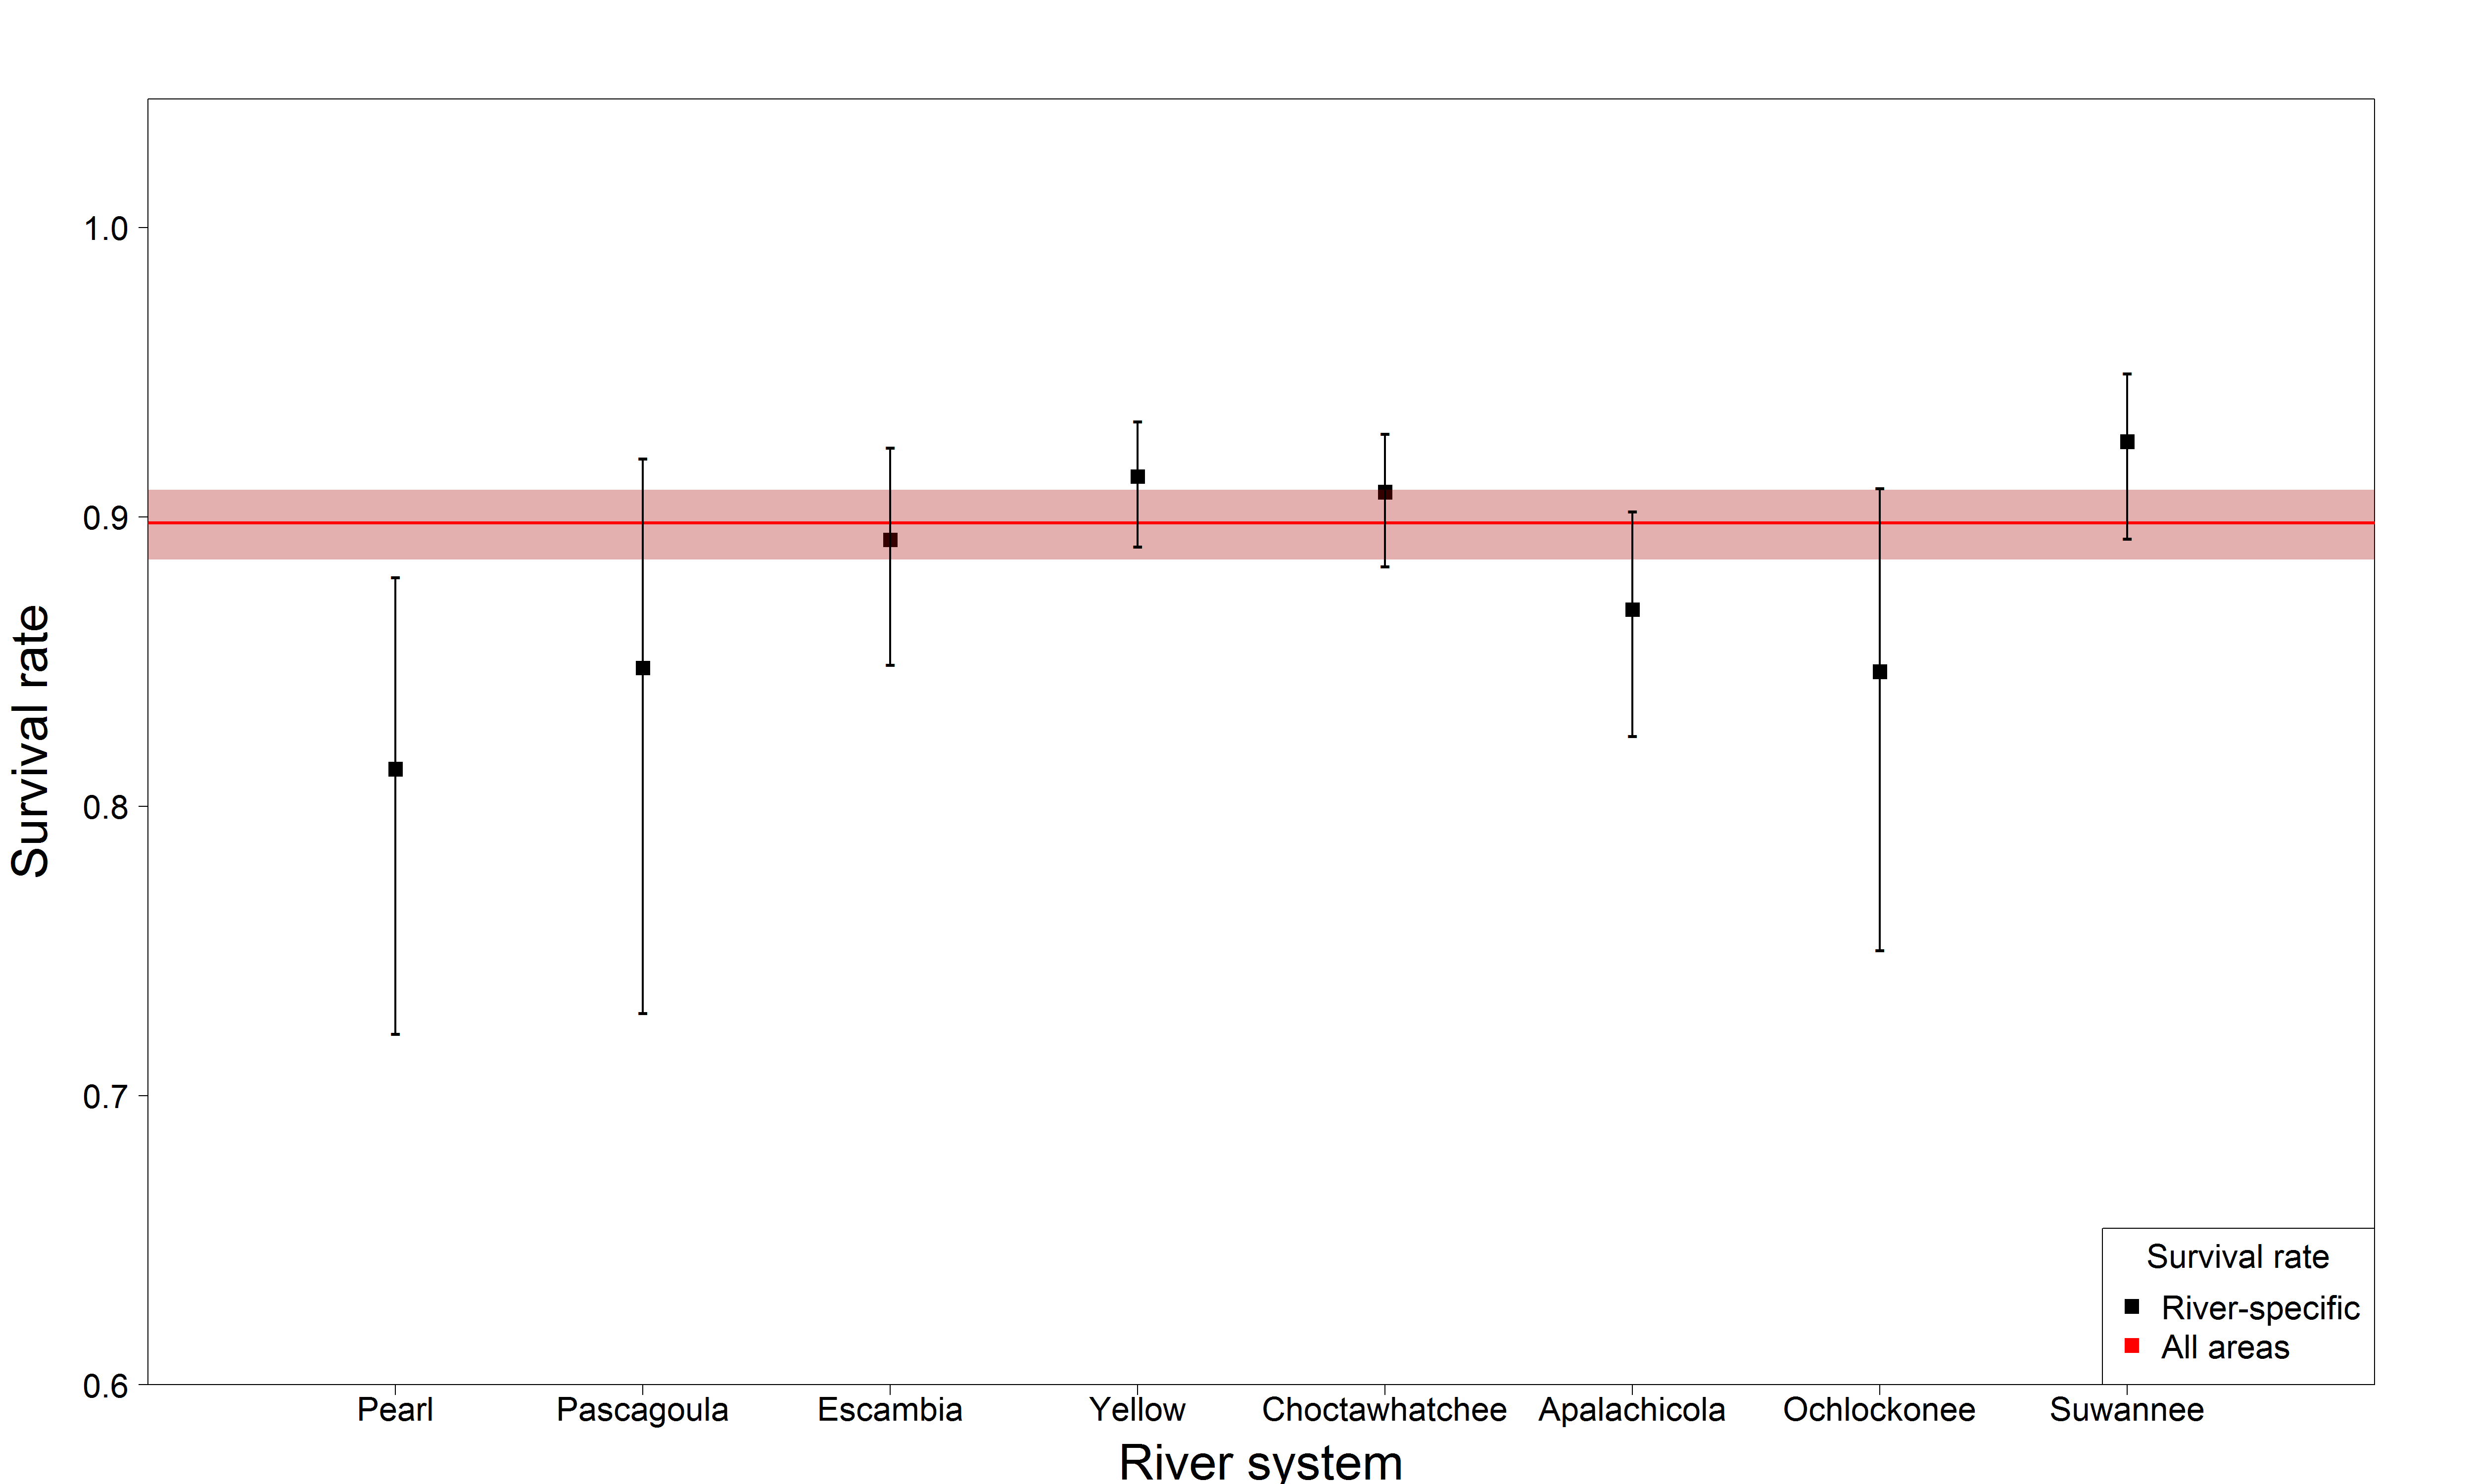 1.0
0.9
0.8
0.7
0.6
Survival rate
Pearl
Pascagoula
Escambia
Yellow
Choctawhatchee
Apalachicola
Ochlockonee
Suwannee
River system
Survival rate
River-specific
All areas